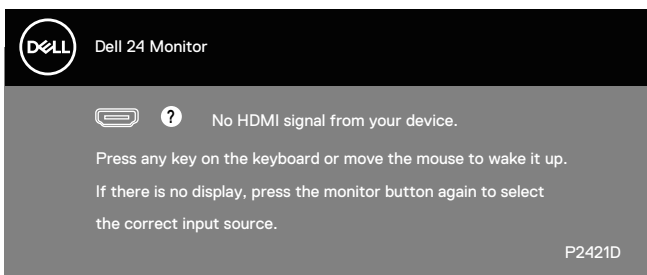 DELL
Dell 24 Monitor
? No HDMI signal from your device.
Press any key on the keyboard or move the mouse to wake it up.
If there is no display, press the monitor button again to select
the correct input source.
P2421D